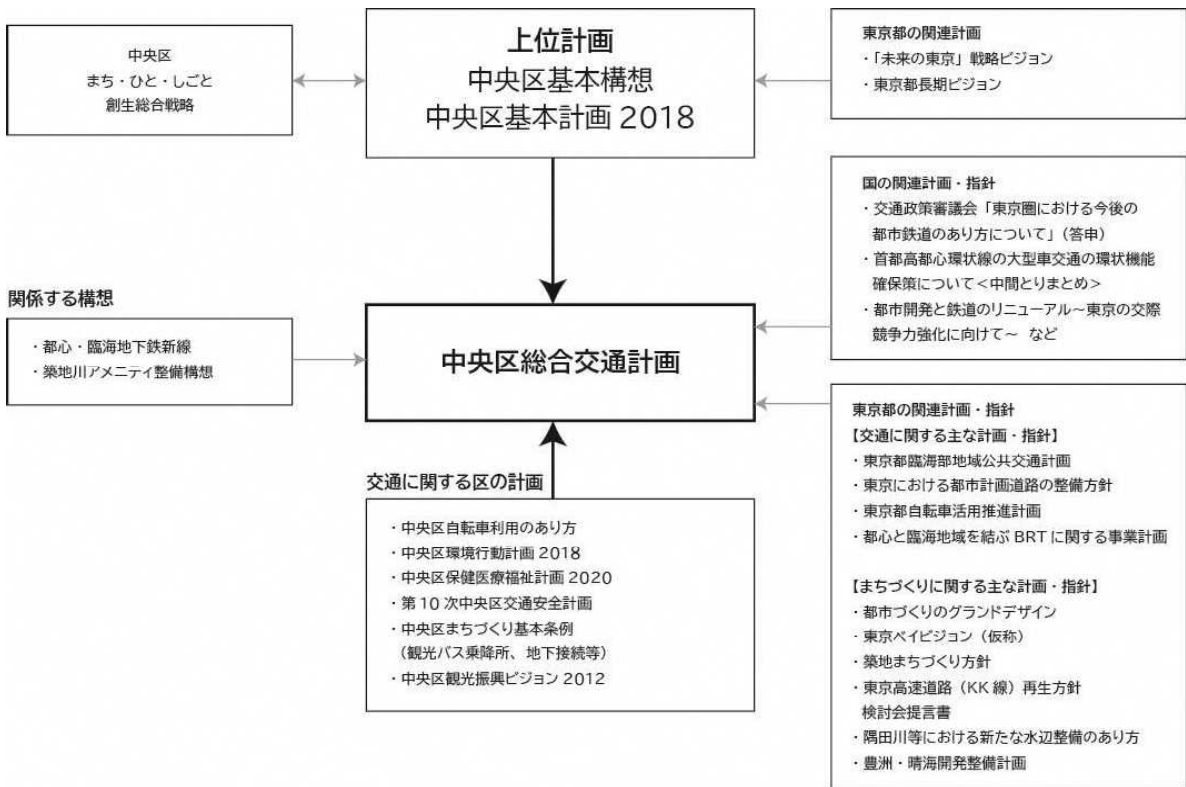 中央区
まち・ひと・しごと
創生総合戦略
上位計画
中央区基本構想
中央区基本計画 2018
東京都の関連計画
・「未来の東京」戦略ビジョン
・東京都長期ビジョン
国の関連計画・指針
・交通政策審議会「東京圏における今後の
都市鉄道のあり方について」（答申）
・首都高都心環状線の大型車交通の環状機能
確保策について＜中間とりまとめ＞
・都市開発と鉄道のリニューアル～東京の交際
競争力強化に向けて～ など
関係する構想
・都心・臨海地下鉄新線
・築地川アメニティ整備構想
中央区総合交通計画
交通に関する区の計画
・中央区自転車利用のあり方
・中央区環境行動計画 2018
・中央区保健医療福祉計画 2020
・第 10 次中央区交通安全計画
・中央区まちづくり基本条例
（観光バス乗降所、地下接続等）
・中央区観光振興ビジョン 2012
東京都の関連計画・指針
【交通に関する主な計画・指針】
・東京都臨海部地域公共交通計画
・東京における都市計画道路の整備方針
・東京都自転車活用推進計画
・都心と臨海地域を結ぶ BRT に関する事業計画
【まちづくりに関する主な計画・指針】
・都市づくりのグランドデザイン
・東京ベイビジョン（仮称）
・築地まちづくり方針
・東京高速道路（KK 線）再生方針
検討会提言書
・隅田川等における新たな水辺整備のあり方
・豊洲・晴海開発整備計画